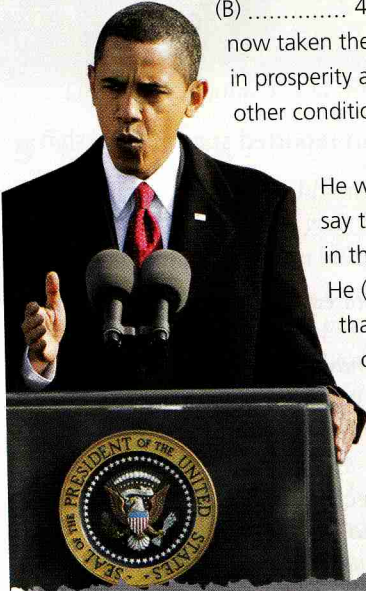 (B) .............. 4
now taken the
in prosperity a
other conditio
He w
say t
in th
He (
tha
SEAL OF THE PRESIDENT OF THE UNITED STATES